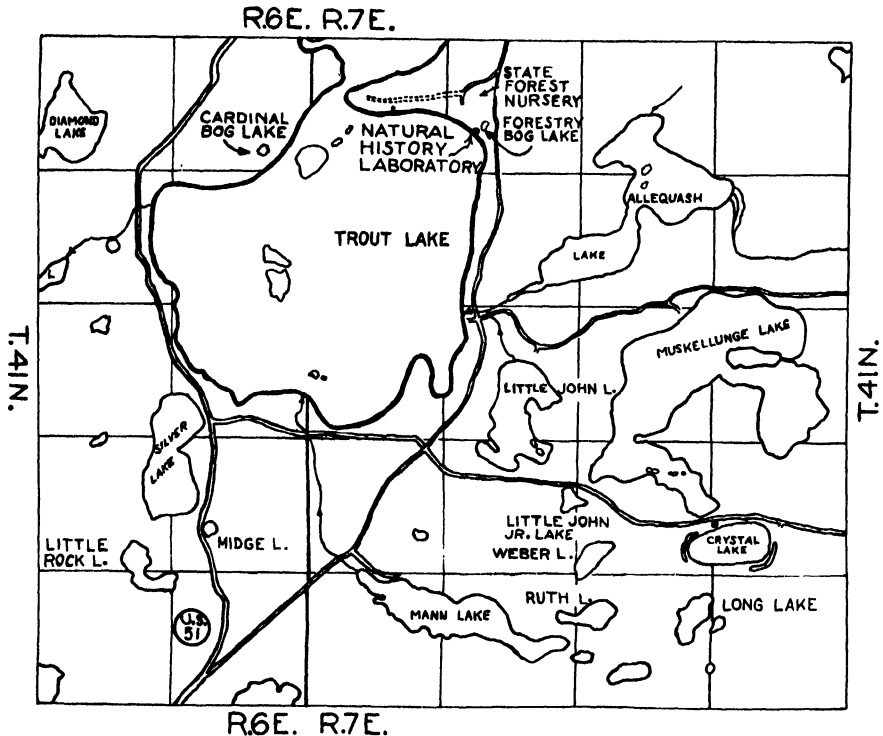 R.6E. R.7E.
DIAMOND
LAKE
CARDINAL
BOG LAKE
STATE
FOREST
NURSERY
FORESTRY
BOG LAKE
NATURAL
HISTORY
LABORATORY
ALLEQUASH
LAKE
TROUT LAKE
L.
T.41N.
T.41N.
MUSKELLUNGE LAKE
LITTLE JOHN L.
SILVER
LAKE
LITTLE JOHN
JR. LAKE
WEBER L.
CRYSTAL
LAKE
MIDGE L.
LITTLE
ROCK L.
RUTH L.
LONG LAKE
MANN LAKE
U.S.
51
R.6E. R.7E.